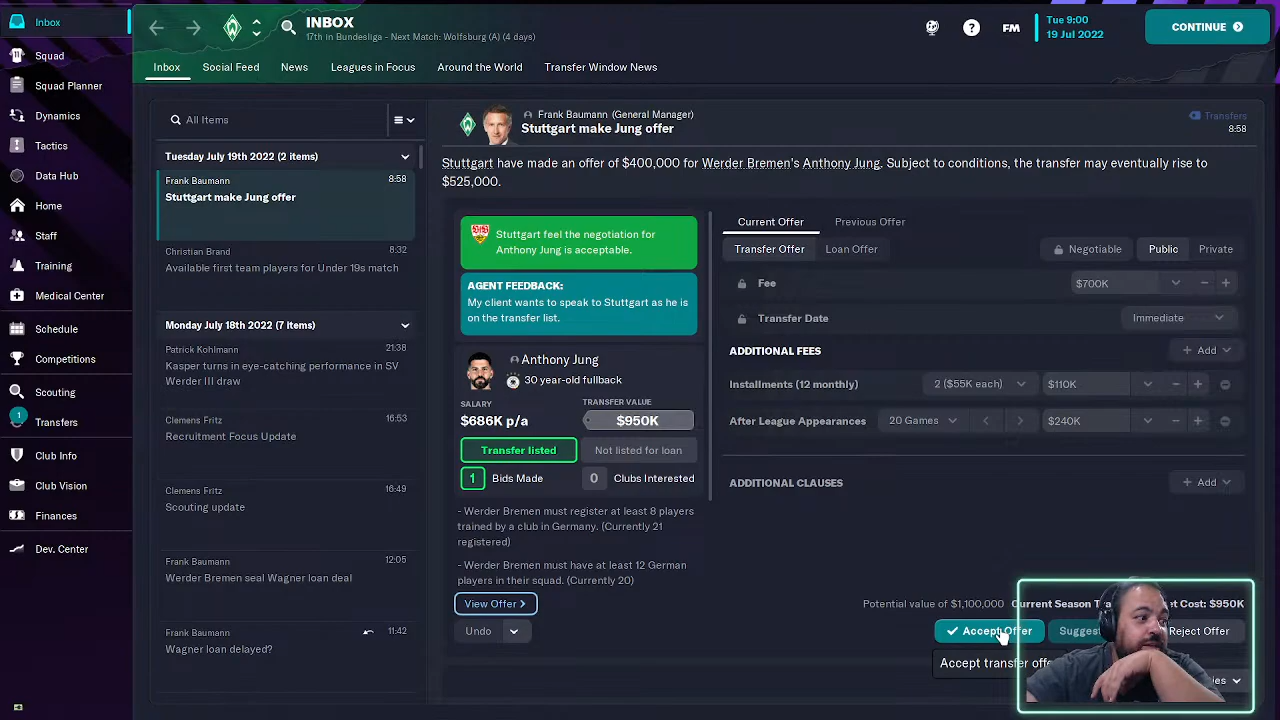 Inbox
INBOX
17th in Bundesliga - Next Match: Wolfsburg (A) (4 days)
FM
Tue 9:00
19 Jul 2022
CONTINUE
Squad
Squad Planner
Dynamics
Tactics
Data Hub
Home
Staff
Training
Medical Center
Schedule
Competitions
Scouting
1
Transfers
Club Info
Club Vision
Finances
Dev. Center
Inbox
Social Feed
News
Leagues in Focus
Around the World
Transfer Window News
All Items
Tuesday July 19th 2022 (2 items)
Frank Baumann
8:58
Stuttgart make Jung offer
Christian Brand
8:32
Available first team players for Under 19s match
Monday July 18th 2022 (7 items)
Patrick Kohlmann
21:38
Kasper turns in eye-catching performance in SV
Werder III draw
Clemens Fritz
16:53
Recruitment Focus Update
Clemens Fritz
16:49
Scouting update
Frank Baumann
12:05
Werder Bremen seal Wagner loan deal
Frank Baumann
11:42
Wagner loan delayed?
Frank Baumann (General Manager)
Stuttgart make Jung offer
Transfers
8:58
Stuttgart have made an offer of $400,000 for Werder Bremen's Anthony Jung. Subject to conditions, the transfer may eventually rise to
$525,000.
Stuttgart feel the negotiation for
Anthony Jung is acceptable.
AGENT FEEDBACK:
My client wants to speak to Stuttgart as he is
on the transfer list.
Anthony Jung
30 year-old fullback
SALARY
$686K p/a
TRANSFER VALUE
$950K
Transfer listed
Not listed for loan
1 Bids Made
0 Clubs Interested
- Werder Bremen must register at least 8 players
trained by a club in Germany. (Currently 21
registered)
- Werder Bremen must have at least 12 German
players in their squad. (Currently 20)
View Offer
Undo
Current Offer
Previous Offer
Transfer Offer
Loan Offer
Negotiable
Public
Private
Fee
$700K
Transfer Date
Immediate
ADDITIONAL FEES
Add
Installments (12 monthly)
2 ($55K each)
$110K
After League Appearances
20 Games
$240K
ADDITIONAL CLAUSES
Add
Potential value of $1,100,000
Current Season
Cost: $950K
Accept Offer
Suggest
Reject Offer
Accept transfer offe